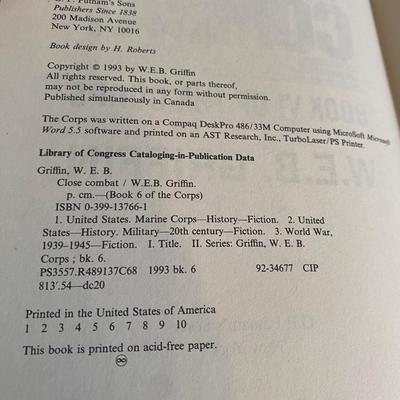 G. P. Putnam's Sons
Publishers Since 1838
200 Madison Avenue
New York, NY 10016
Book design by H. Roberts
Copyright © 1993 by W.E.B. Griffin
All rights reserved. This book, or parts thereof,
may not be reproduced in any form without permission.
Published simultaneously in Canada
The Corps was written on a Compaq DeskPro 486/33M Computer using MicroSoft Microsoft
Word 5.5 software and printed on an AST Research, Inc., TurboLaser/PS Printer.
Library of Congress Cataloging-in-Publication Data
Griffin, W. E. B.
Close combat / W.E.B. Griffin.
p. cm.—(Book 6 of the Corps)
ISBN 0-399-13766-1
1. United States. Marine Corps—History—Fiction. 2. United
States—History. Military—20th century—Fiction. 3. World War,
1939–1945—Fiction. I. Title. II. Series: Griffin, W. E. B.
Corps ; bk. 6.
PS3557.R489137C68 1993 bk. 6 92-34677 CIP
813'.54—dc20
Printed in the United States of America
1 2 3 4 5 6 7 8 9 10
This book is printed on acid-free paper.